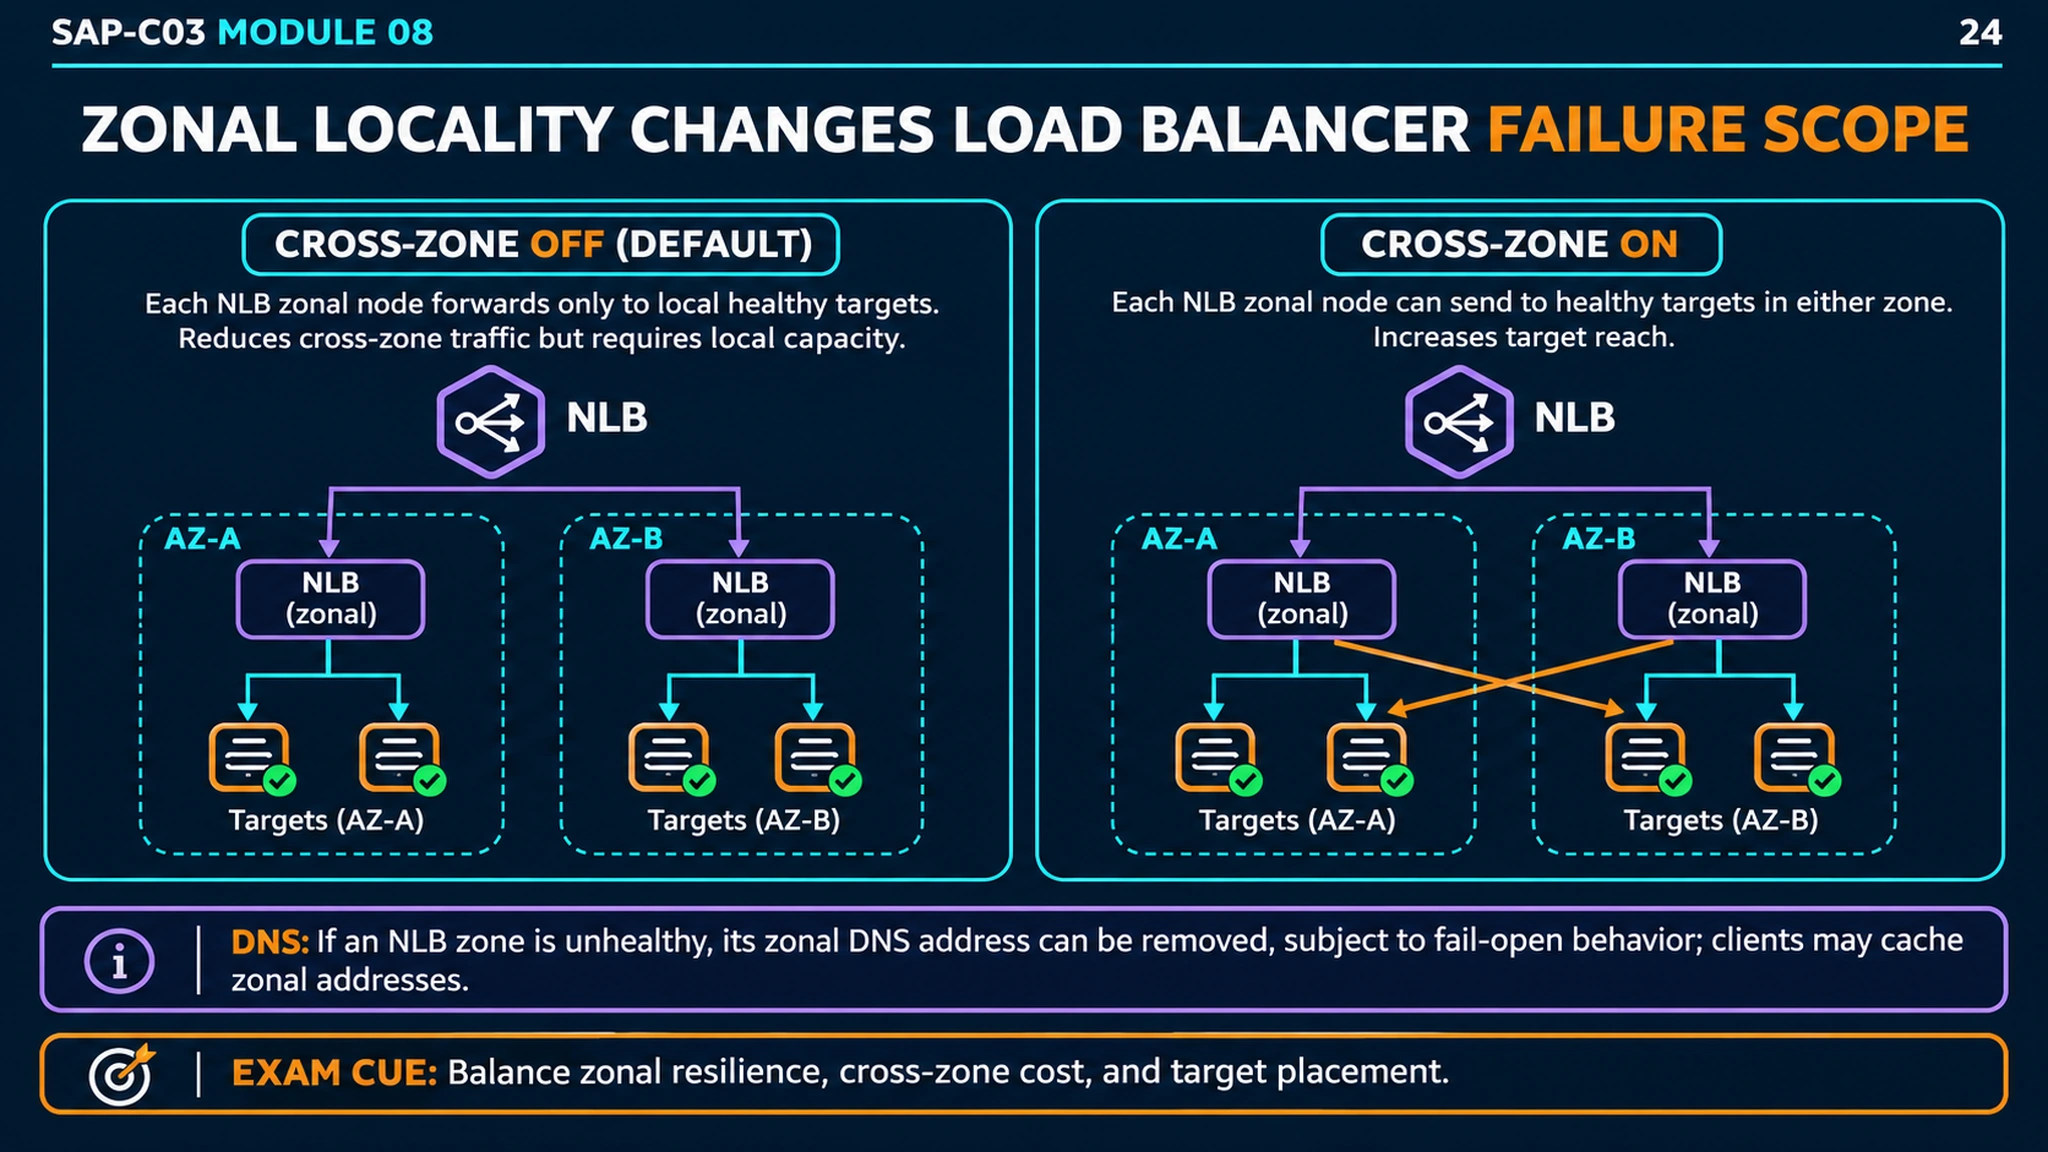 SAP-C03 MODULE 08
24
ZONAL LOCALITY CHANGES LOAD BALANCER FAILURE SCOPE
CROSS-ZONE OFF (DEFAULT)
Each NLB zonal node forwards only to local healthy targets.
Reduces cross-zone traffic but requires local capacity.
NLB
AZ-A
NLB
(zonal)
Targets (AZ-A)
AZ-B
NLB
(zonal)
Targets (AZ-B)
CROSS-ZONE ON
Each NLB zonal node can send to healthy targets in either zone.
Increases target reach.
NLB
AZ-A
NLB
(zonal)
Targets (AZ-A)
AZ-B
NLB
(zonal)
Targets (AZ-B)
DNS: If an NLB zone is unhealthy, its zonal DNS address can be removed, subject to fail-open behavior; clients may cache
zonal addresses.
EXAM CUE: Balance zonal resilience, cross-zone cost, and target placement.